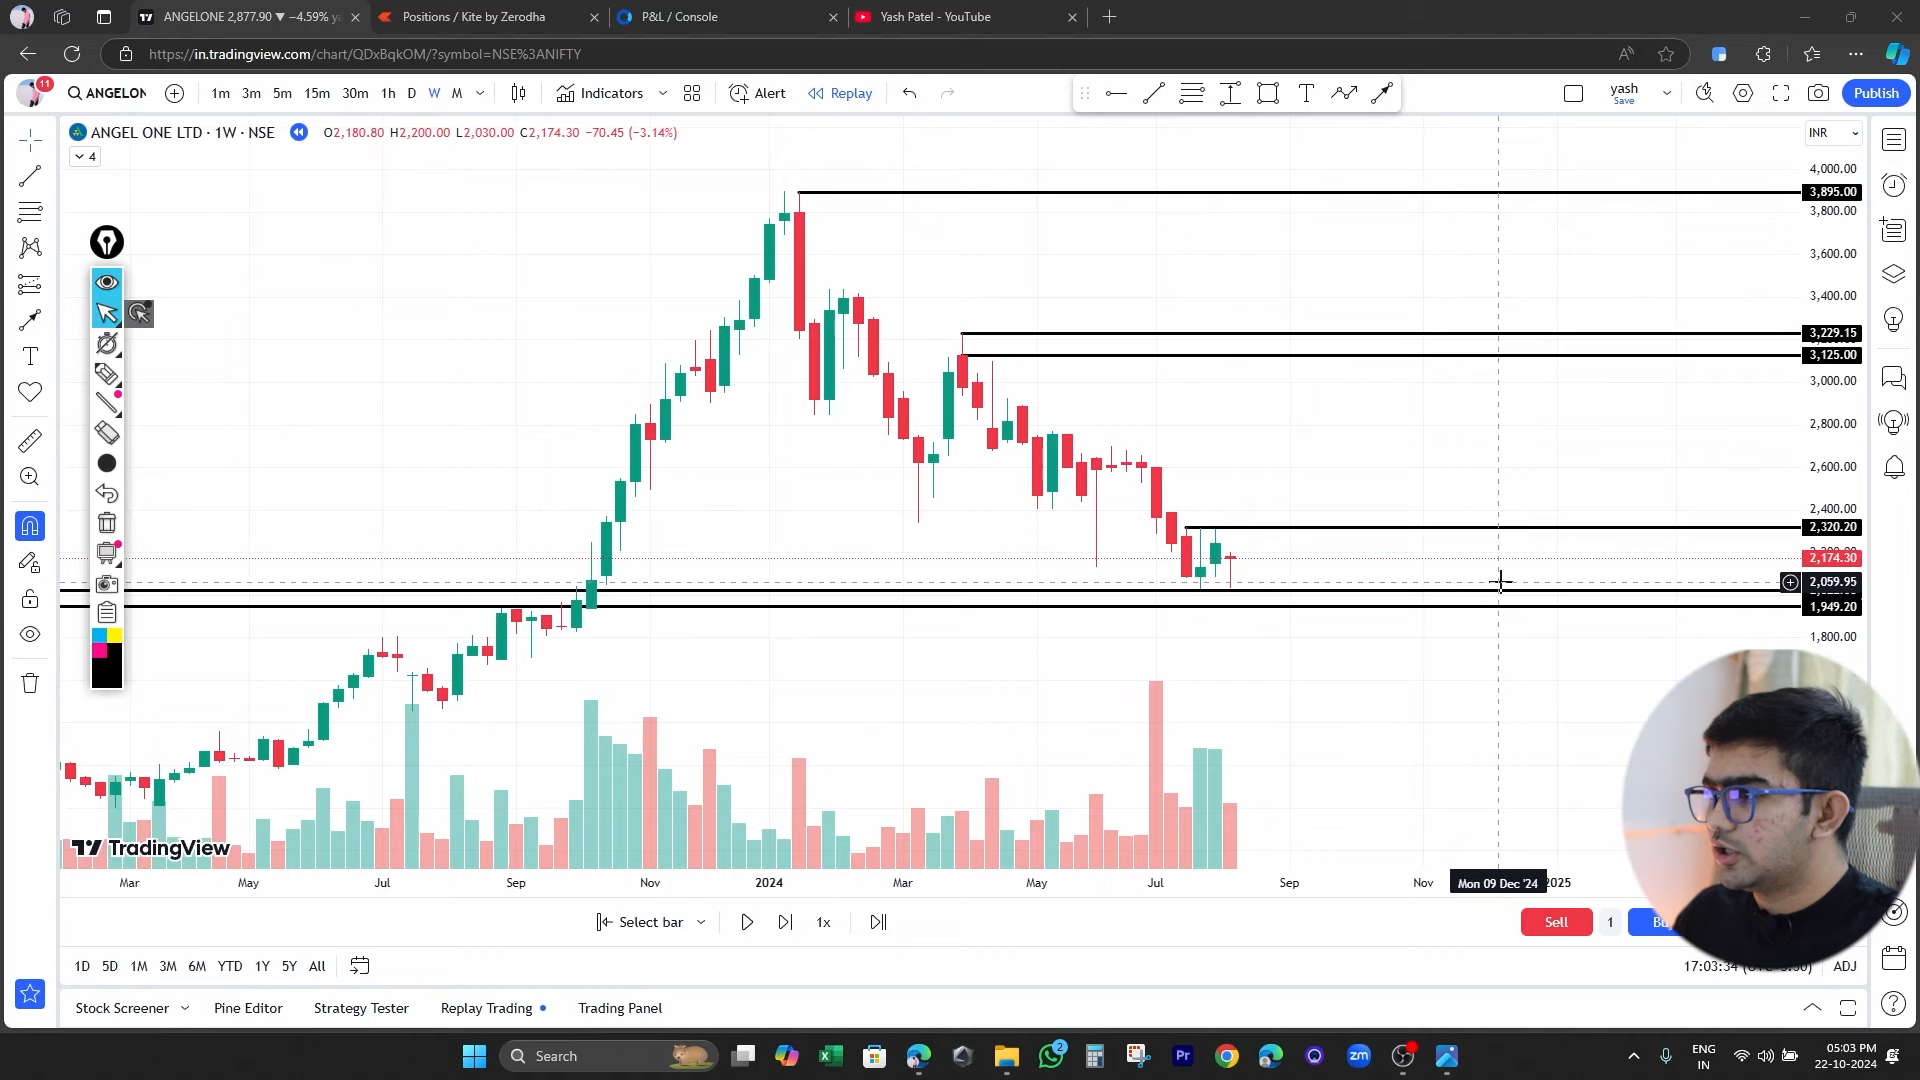 ANGELONE 2,877.90 ▼ −4.59% ya
Positions / Kite by Zerodha
P&L / Console
Yash Patel - YouTube
https://in.tradingview.com/chart/QDxBqkOM/?symbol=NSE%3ANIFTY
11
ANGELON
1m 3m 5m 15m 30m 1h D W M
Indicators
Alert
Replay
yash
Save
Publish
ANGEL ONE LTD · 1W · NSE
O2,180.80 H2,200.00 L2,030.00 C2,174.30 −70.45 (−3.14%)
INR
4
4,000.00
3,895.00
3,800.00
3,600.00
3,400.00
3,229.15
3,125.00
3,000.00
2,800.00
2,600.00
2,400.00
2,320.20
2,174.30
2,059.95
1,949.20
1,800.00
TradingView
Mar May Jul Sep Nov 2024 Mar May Jul Sep Nov Mon 09 Dec '24 2025
Select bar
1x
Sell
1
1D 5D 1M 3M 6M YTD 1Y 5Y All
17:03:34
ADJ
Stock Screener
Pine Editor
Strategy Tester
Replay Trading
Trading Panel
Search
2
Pr
zm
ENG
IN
05:03 PM
22-10-2024